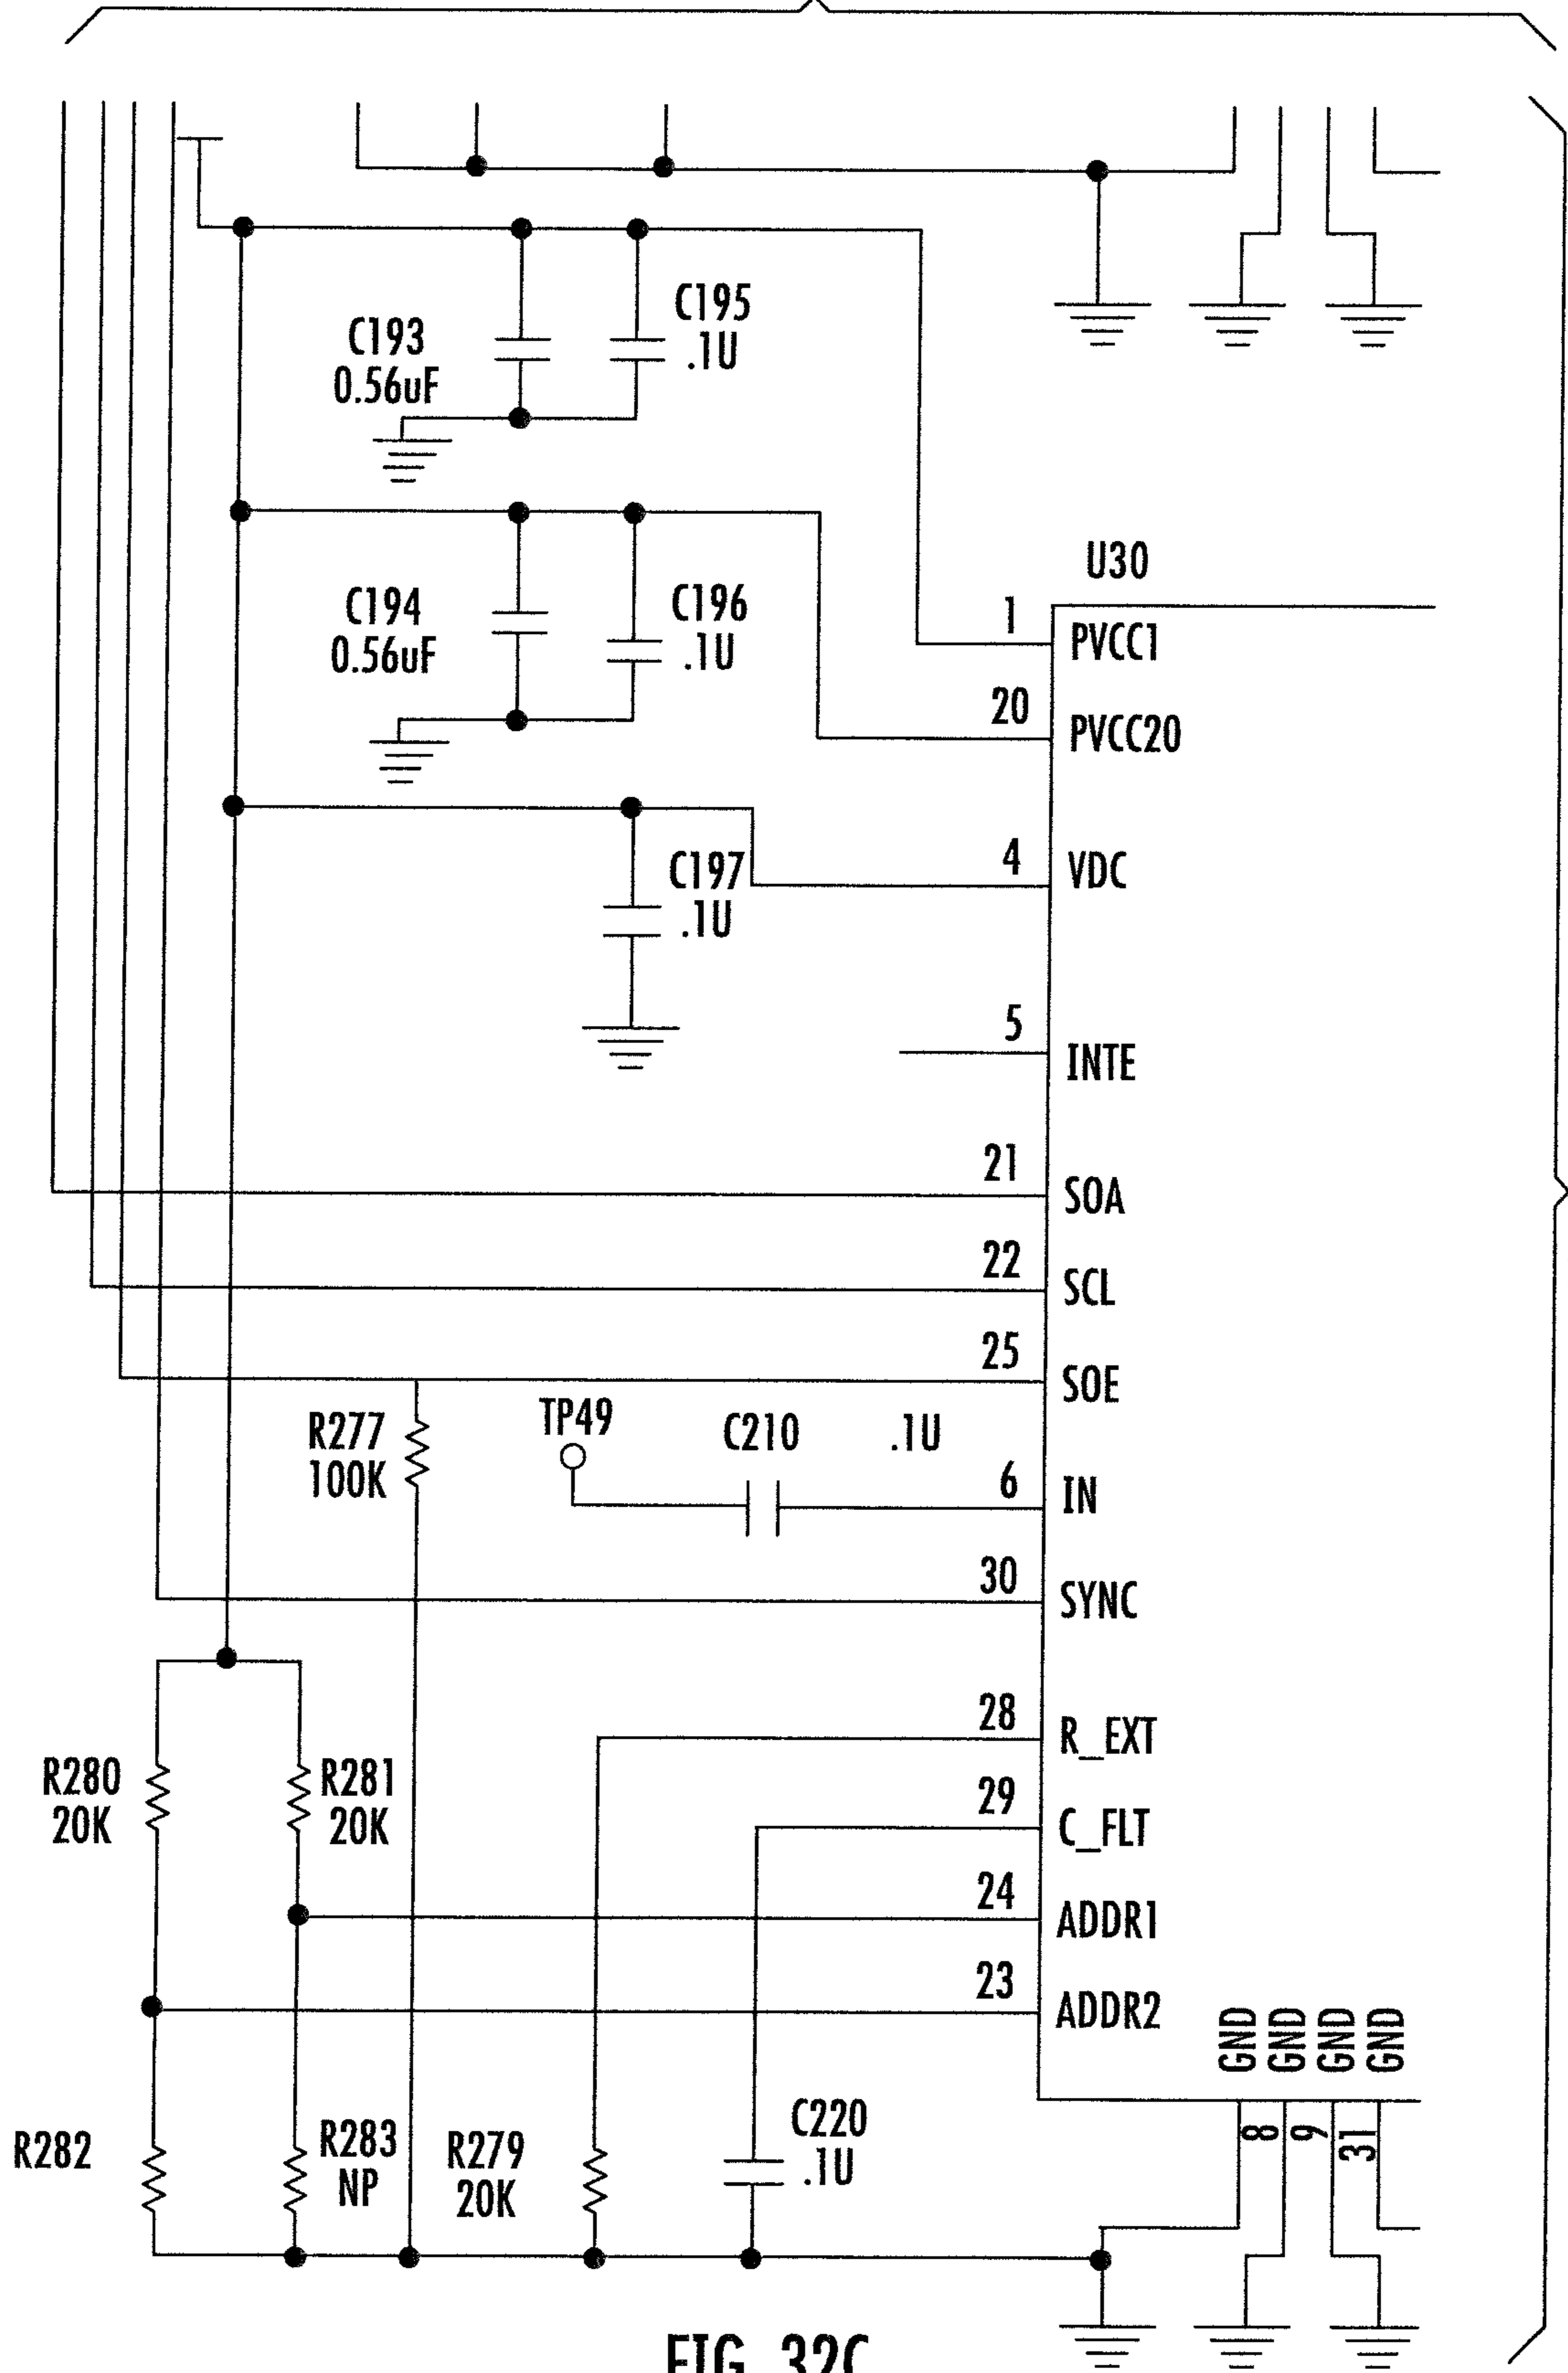 C193
0.56uF
C195
.1U
U30
C194
0.56uF
C196
.1U
1
PVCC1
20
PVCC20
C197
.1U
4
VDC
5
INTE
21
SOA
22
SCL
25
SOE
R277
100K
TP49
C210
.1U
6
IN
30
SYNC
28
R_EXT
R280
20K
R281
20K
29
C_FLT
24
ADDR1
23
ADDR2
GND
GND
GND
GND
8
9
31
R282
R283
NP
R279
20K
C220
.1U
FIG. 32C